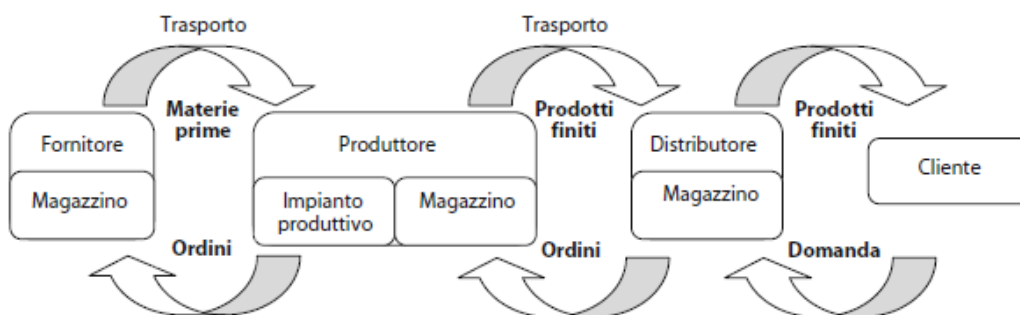 Trasporto
Trasporto
Materie
prime
Prodotti
finiti
Prodotti
finiti
Fornitore
Magazzino
Produttore
Impianto
produttivo
Magazzino
Distributore
Magazzino
Cliente
Ordini
Ordini
Domanda